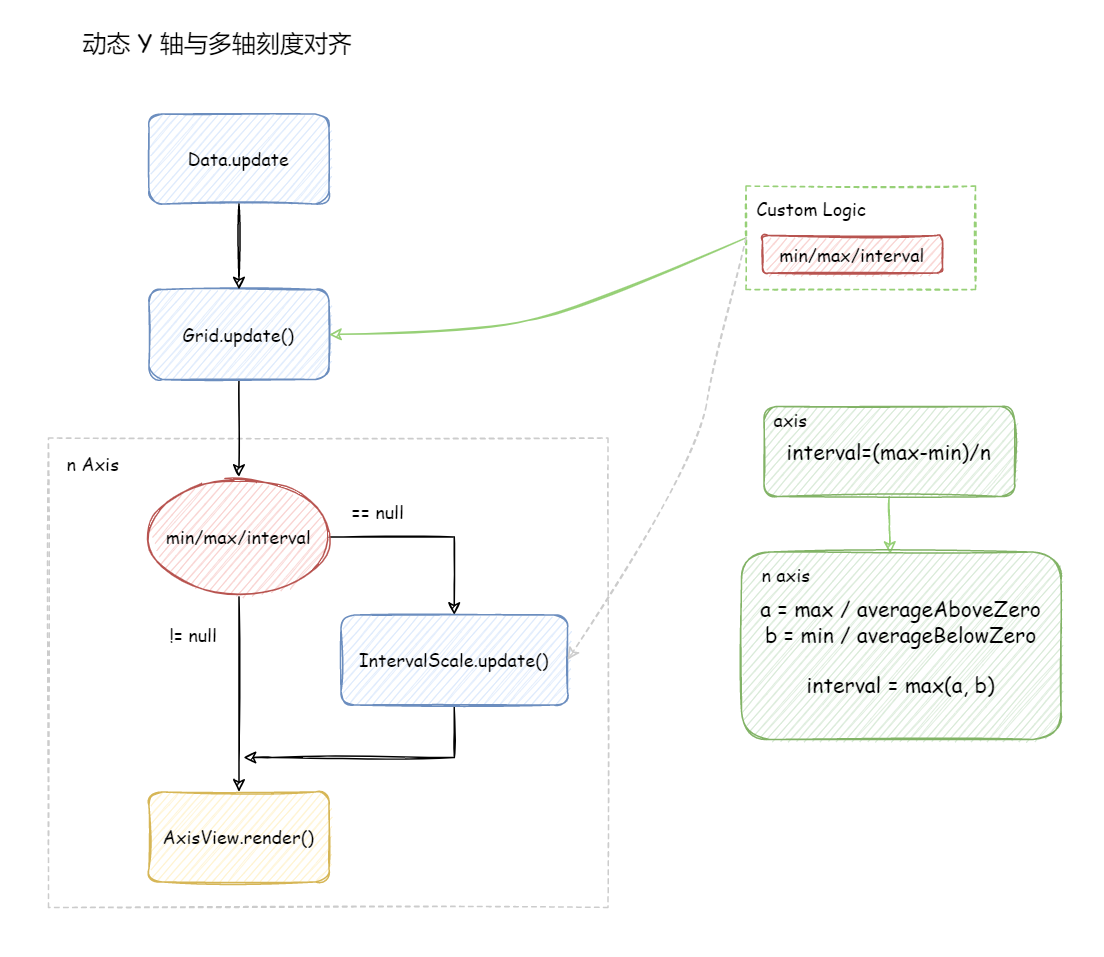 动态 Y 轴与多轴刻度对齐
Data.update
Custom Logic
min/max/interval
Grid.update()
axis
interval=(max-min)/n
n Axis
== null
min/max/interval
n axis
a = max / averageAboveZero
b = min / averageBelowZero
interval = max(a, b)
!= null
IntervalScale.update()
AxisView.render()